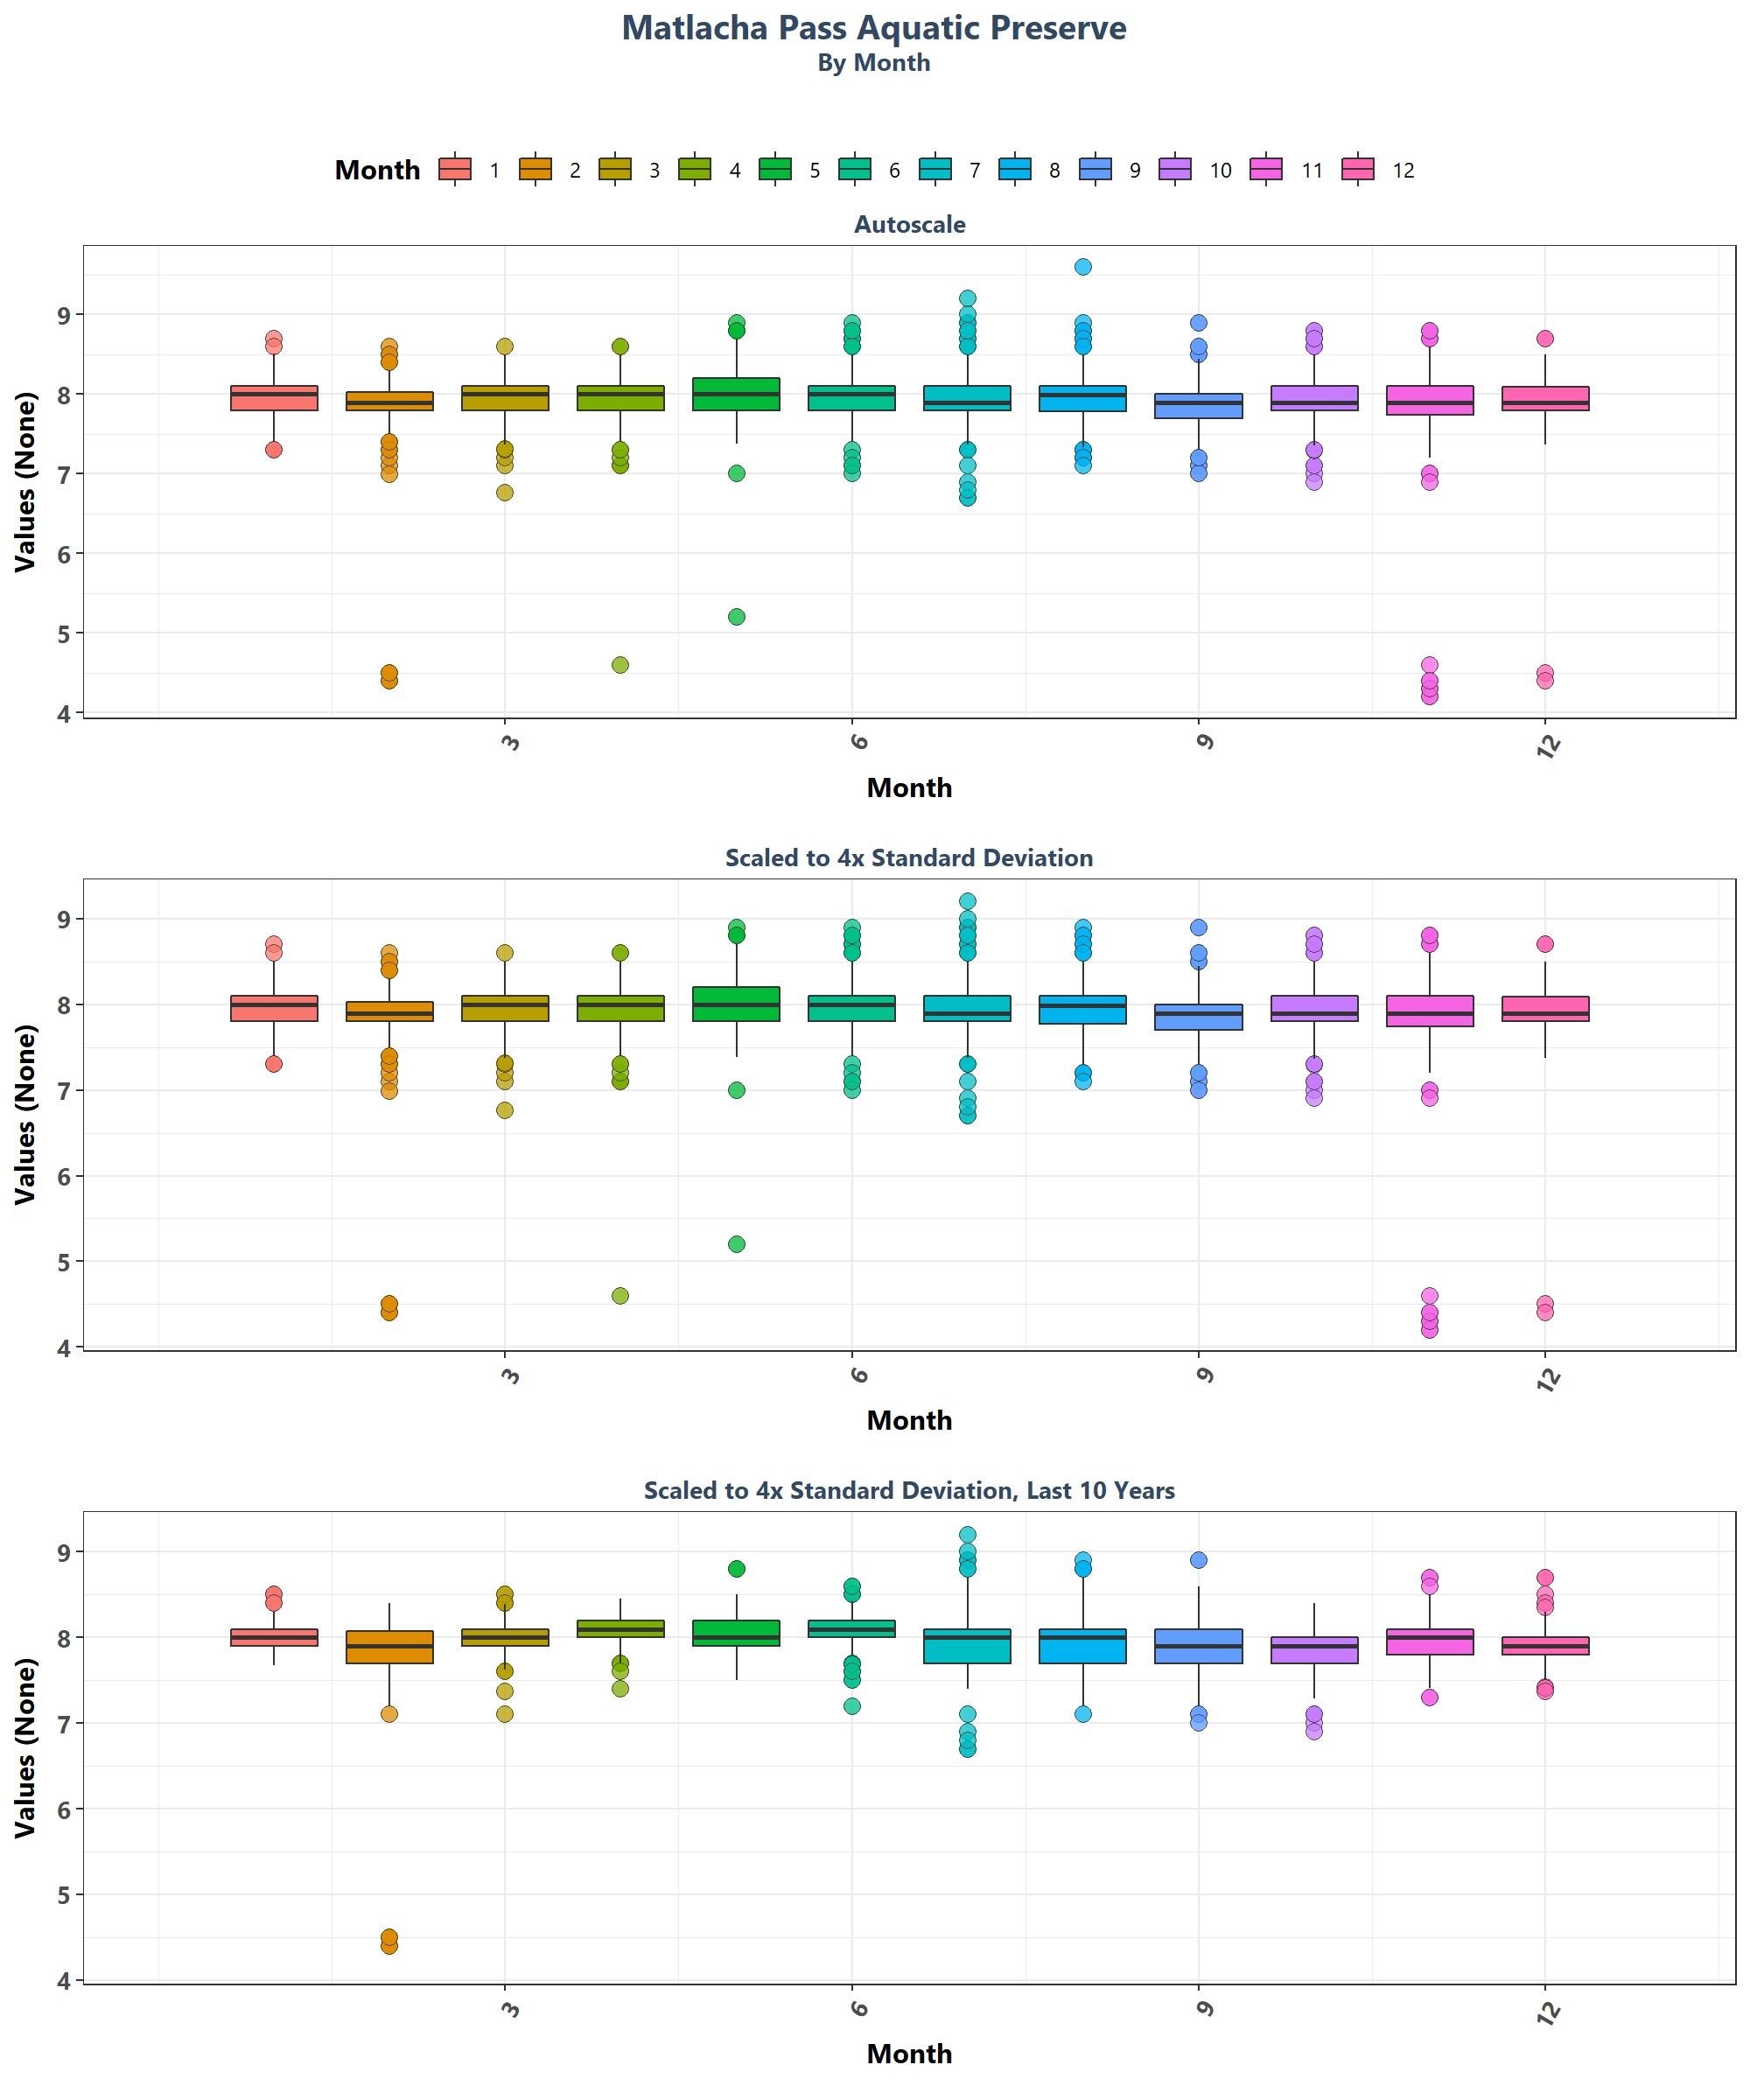 Matlacha Pass Aquatic Preserve
By Month
Month 1 2 3 4 5 6 7 8 9 10 11 12
Autoscale
Values (None)
9
8
7
6
5
4
3 6 9 12
Month
Scaled to 4x Standard Deviation
Values (None)
9
8
7
6
5
4
3 6 9 12
Month
Scaled to 4x Standard Deviation, Last 10 Years
Values (None)
9
8
7
6
5
4
3 6 9 12
Month